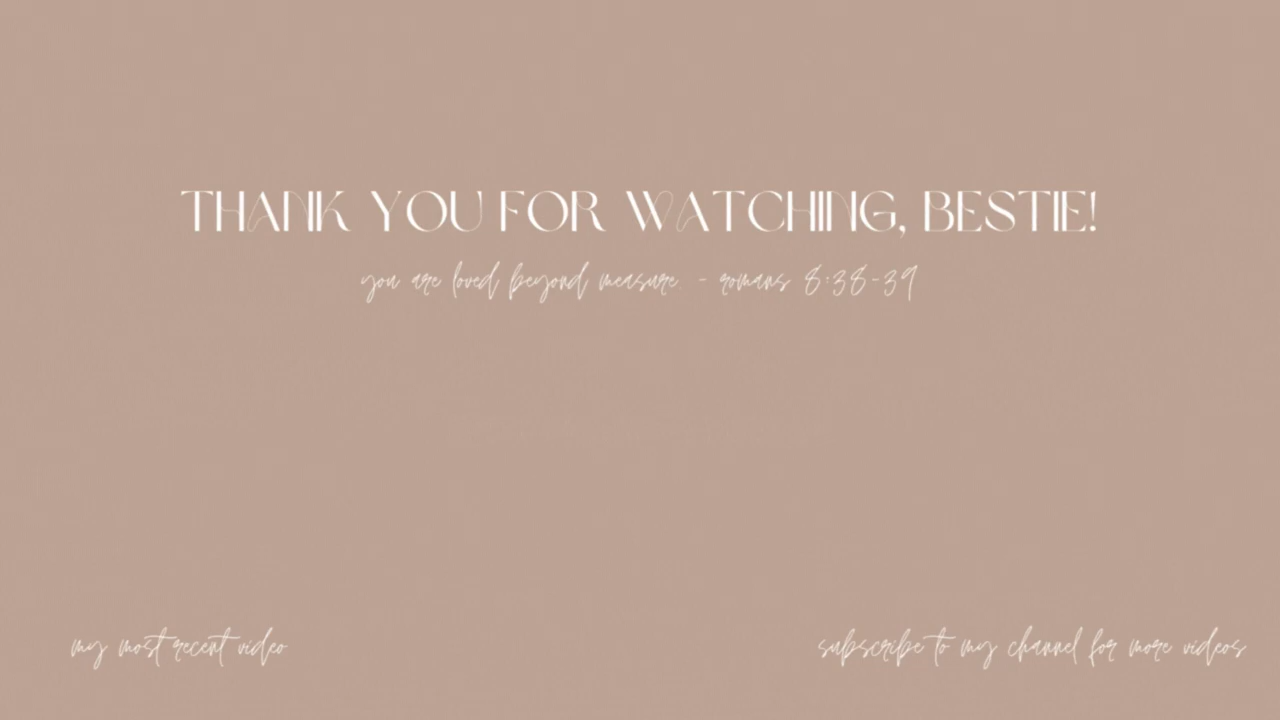 THANK YOU FOR WATCHING, BESTIE!
you are loved beyond measure. - romans 8:38-39
my most recent video
subscribe to my channel for more videos